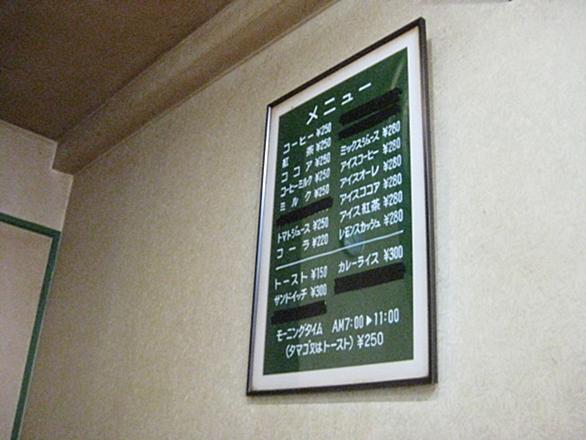 メニュー
コーヒー ¥250
紅茶 ¥250
ココア ¥250
コーヒーミルク ¥250
ミルク ¥250
トマトジュース ¥250
コーラ ¥220
ミックスジュース ¥260
アイスコーヒー ¥280
アイスオーレ ¥280
アイスココア ¥280
アイス紅茶 ¥280
レモンスカッシュ ¥280
トースト ¥150
サンドイッチ ¥300
カレーライス ¥300
モーニングタイム AM7:00▶11:00
(タマゴ又はトースト) ¥250